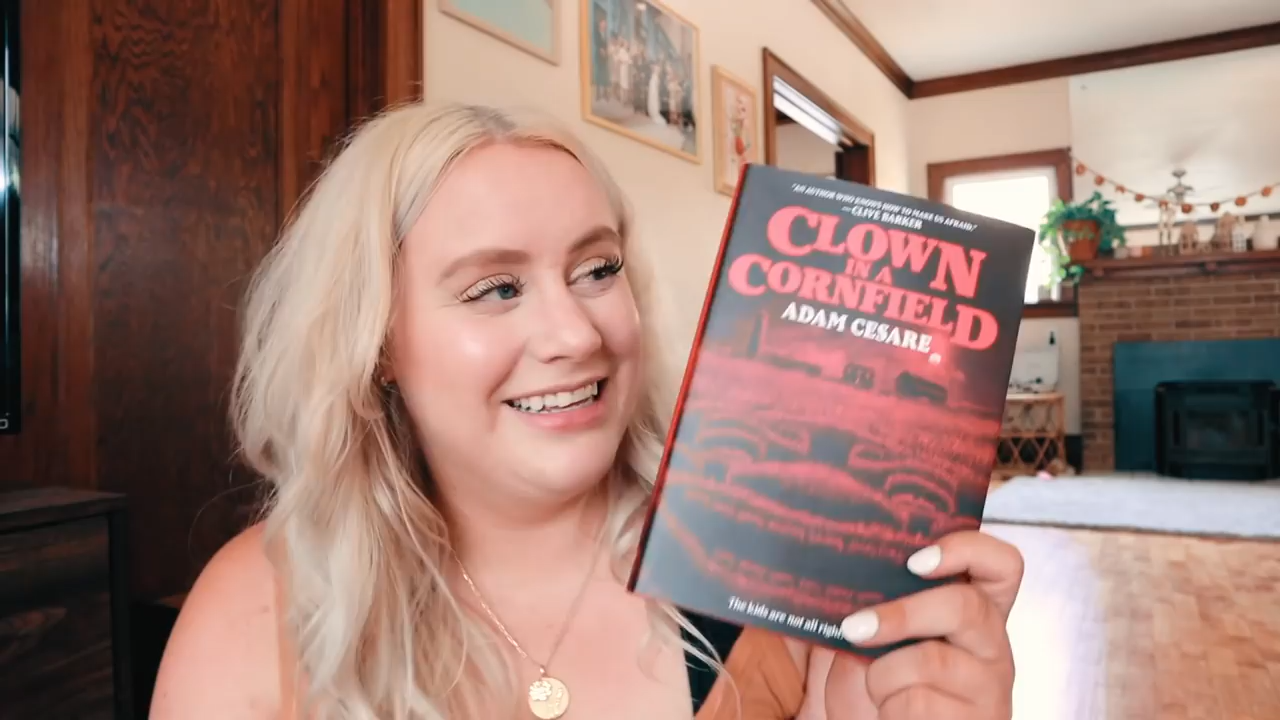 "AN AUTHOR WHO KNOWS HOW TO MAKE US AFRAID."
—CLIVE BARKER
CLOWN
IN A
CORNFIELD
ADAM CESARE
The kids are not all right